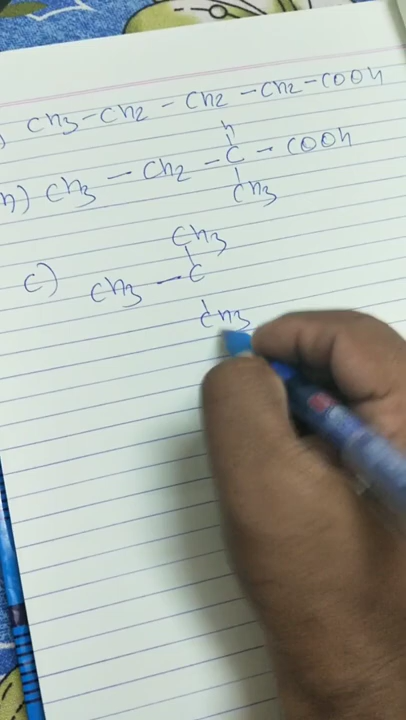 ) CH3-CH2-CH2-CH2-COOH
H
H) CH3-CH2-C-COOH
CH3
CH3
C) CH3-C
CH3